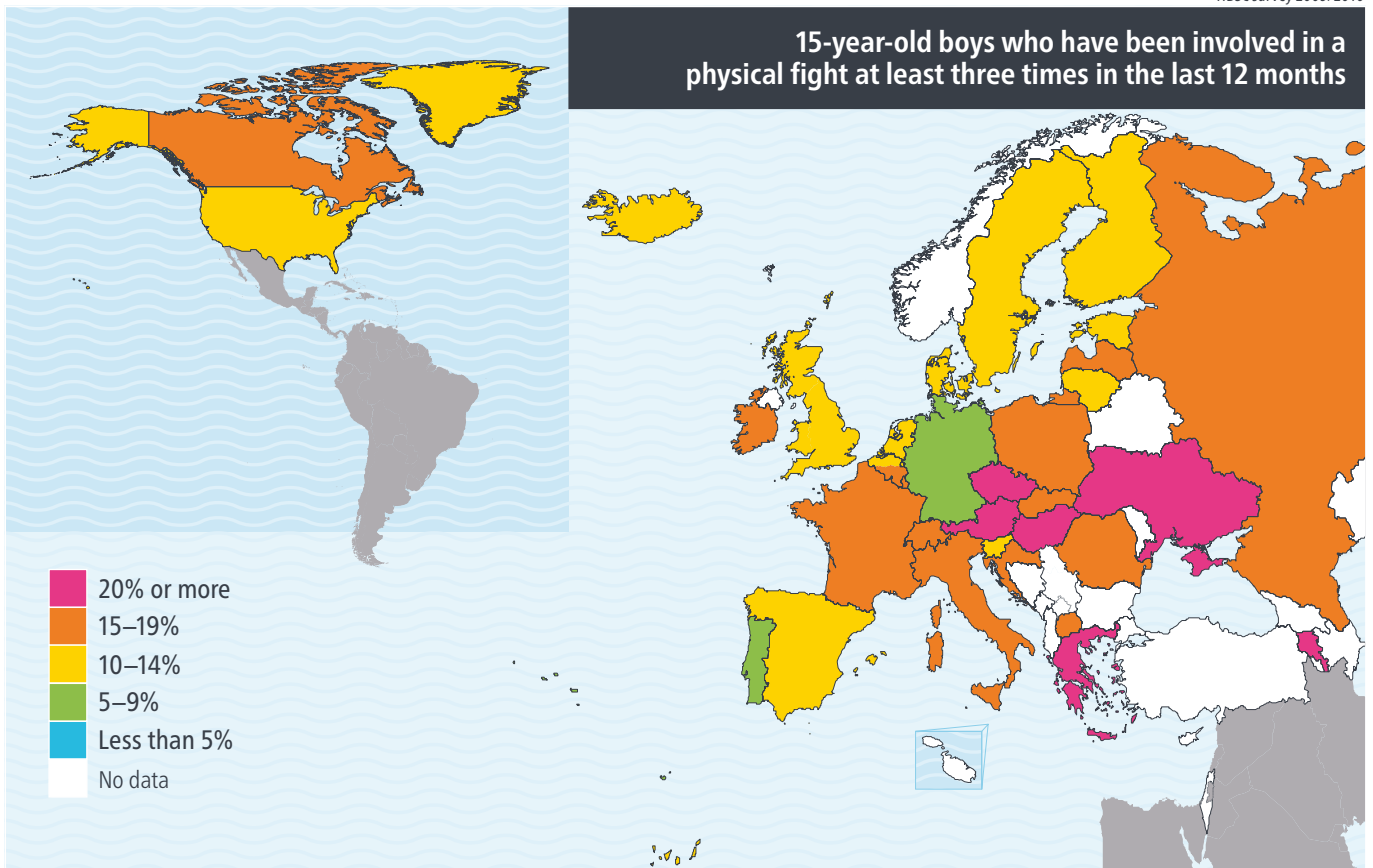 15-year-old boys who have been involved in a
physical fight at least three times in the last 12 months
20% or more
15–19%
10–14%
5–9%
Less than 5%
No data